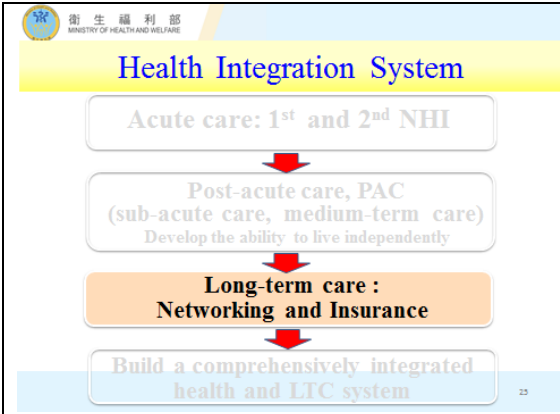 衛生福利部
MINISTRY OF HEALTH AND WELFARE
Health Integration System
Acute care: 1st and 2nd NHI
Post-acute care, PAC
(sub-acute care, medium-term care)
Develop the ability to live independently
Long-term care :
Networking and Insurance
Build a comprehensively integrated
health and LTC system
25